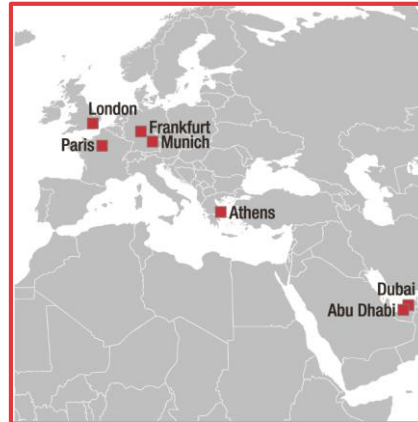 London
Frankfurt
Paris
Munich
Athens
Dubai
Abu Dhabi